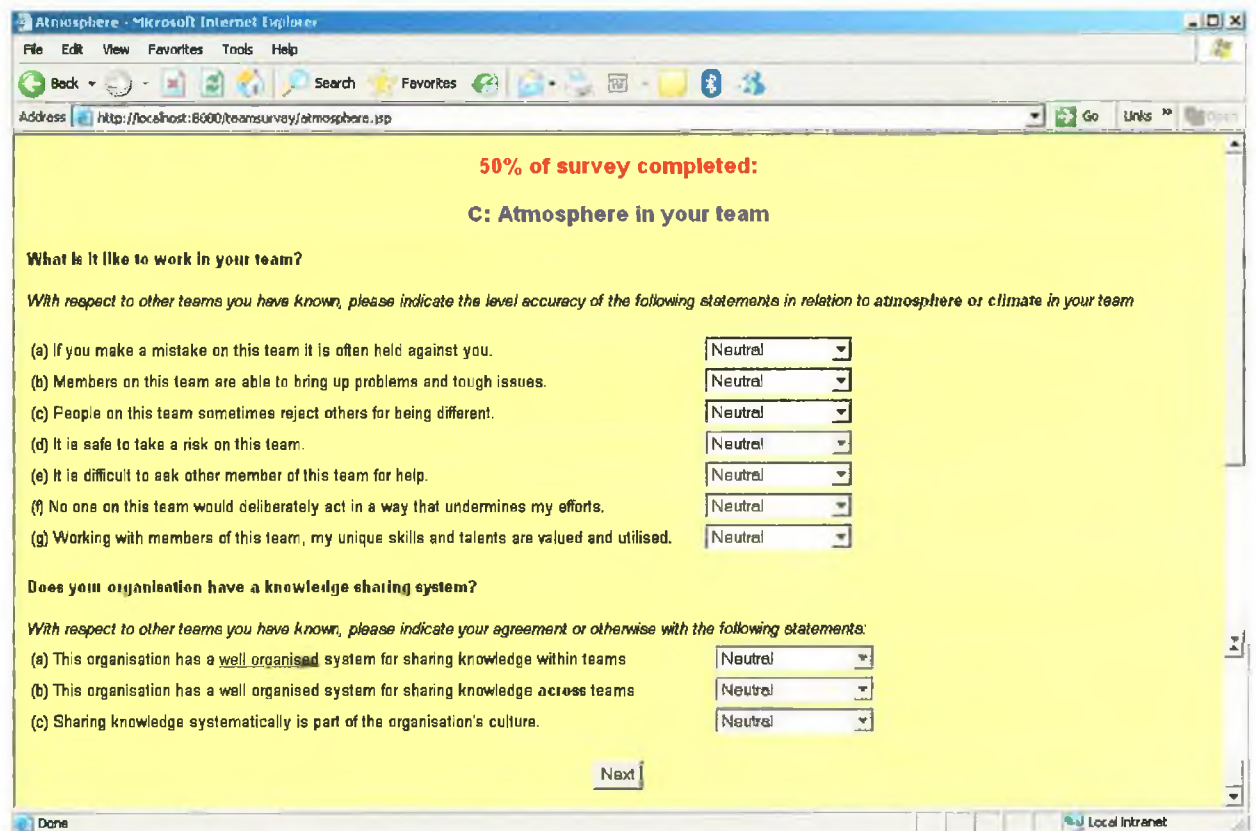 Atmosphere - Microsoft Internet Explorer
File Edit View Favorites Tools Help
Back Search Favorites
Address http://localhost:8080/teamsurvey/atmosphere.jsp Go Links »
50% of survey completed:
C: Atmosphere in your team
What is it like to work in your team?
With respect to other teams you have known, please indicate the level accuracy of the following statements in relation to atmosphere or climate in your team
(a) If you make a mistake on this team it is often held against you. Neutral
(b) Members on this team are able to bring up problems and tough issues. Neutral
(c) People on this team sometimes reject others for being different. Neutral
(d) It is safe to take a risk on this team. Neutral
(e) It is difficult to ask other member of this team for help. Neutral
(f) No one on this team would deliberately act in a way that undermines my efforts. Neutral
(g) Working with members of this team, my unique skills and talents are valued and utilised. Neutral
Does your organisation have a knowledge sharing system?
With respect to other teams you have known, please indicate your agreement or otherwise with the following statements:
(a) This organisation has a well organised system for sharing knowledge within teams Neutral
(b) This organisation has a well organised system for sharing knowledge across teams Neutral
(c) Sharing knowledge systematically is part of the organisation's culture. Neutral
Next
Done Local intranet